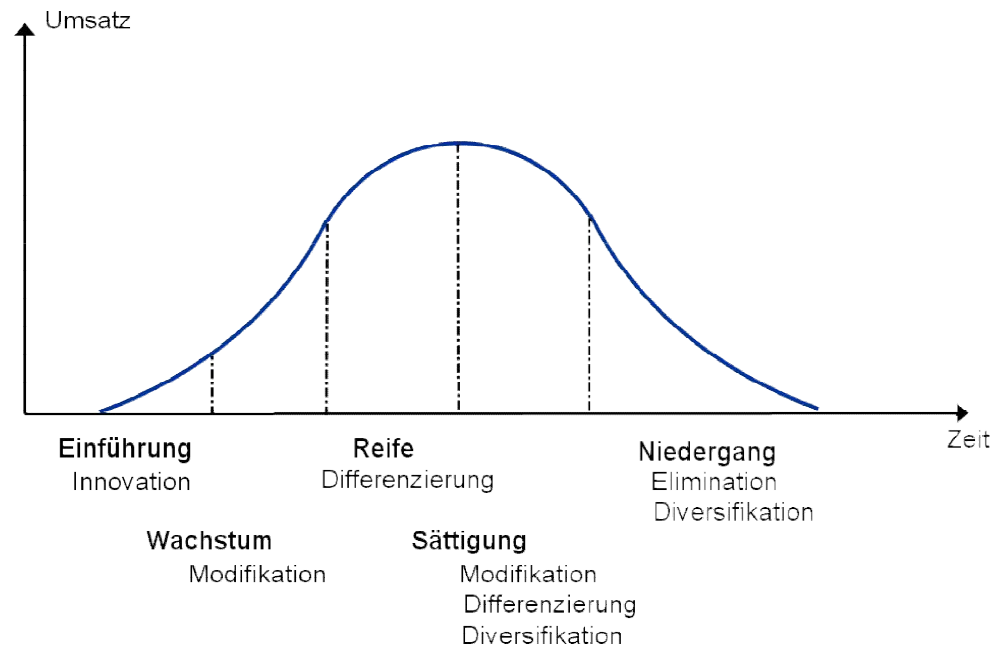 Umsatz
Zeit
Einführung
Innovation
Reife
Differenzierung
Niedergang
Elimination
Diversifikation
Wachstum
Modifikation
Sättigung
Modifikation
Differenzierung
Diversifikation